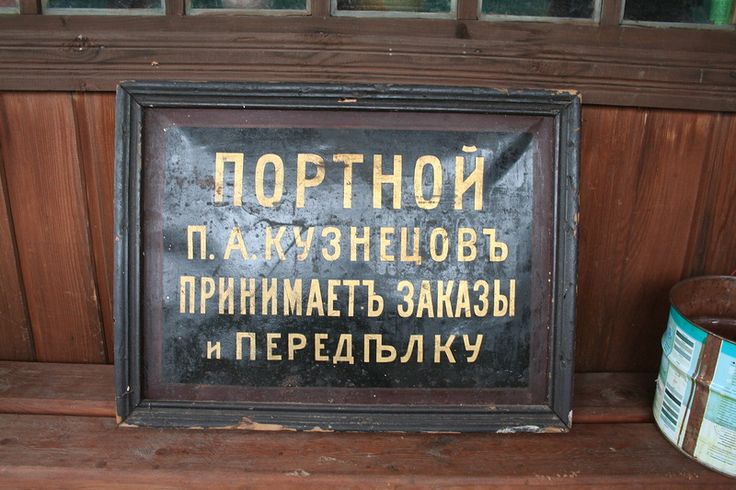 ПОРТНОЙ
П. А. КУЗНЕЦОВЪ
ПРИНИМАЕТЪ ЗАКАЗЫ
и ПЕРЕДѢЛКУ